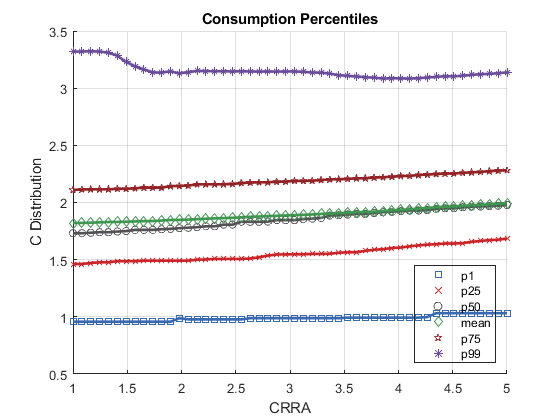 Consumption Percentiles
3.5
3
2.5
2
1.5
1
0.5
C Distribution
p1
p25
p50
mean
p75
p99
1 1.5 2 2.5 3 3.5 4 4.5 5
CRRA